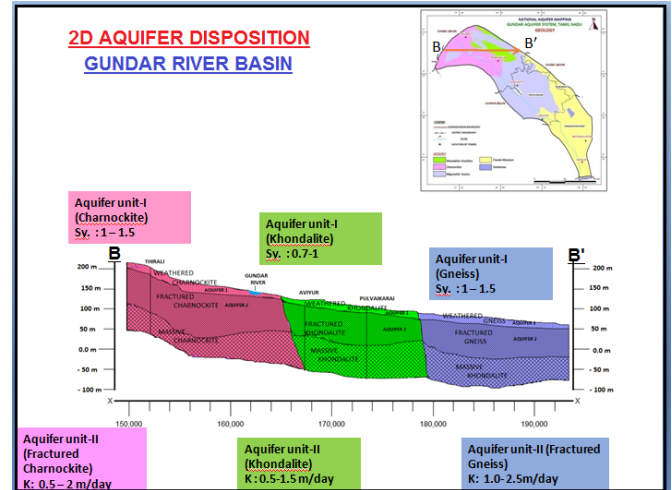 2D AQUIFER DISPOSITION
GUNDAR RIVER BASIN
NATIONAL AQUIFER MAPPING
GUNDAR AQUIFER SYSTEM, TAMIL NADU
GEOLOGY
B
B’
LEGEND
GEOLOGY
Aquifer unit-I
(Charnockite)
Sy. : 1 – 1.5
Aquifer unit-I
(Khondalite)
Sy. : 0.7-1
Aquifer unit-I
(Gneiss)
Sy. : 1 – 1.5
B
B'
THIRALI
GUNDAR
RIVER
AVIYUR
PULVAIKARAI
200 m
150 m
100 m
50 m
0.0 m
- 50 m
- 100 m
200 m
150 m
100 m
50 m
0.0 m
- 50 m
- 100 m
WEATHERED
CHARNOCKITE
AQUIFER 1
FRACTURED
CHARNOCKITE
AQUIFER-2
MASSIVE
CHARNOCKITE
WEATHERED
KHONDALITE
AQUIFER 1
FRACTURED
KHONDALITE
AQUIFER-2
MASSIVE
KHONDALITE
WEATHERED
GNEISS
AQUIFER 1
FRACTURED
GNEISS
AQUIFER-2
MASSIVE
KHONDALITE
X
X
150,000
160,000
170,000
180,000
190,000
Aquifer unit-II
(Fractured
Charnockite)
K: 0.5 – 2 m/day
Aquifer unit-II
(Khondalite)
K : 0.5-1.5 m/day
Aquifer unit-II (Fractured
Gneiss)
K: 1.0- 2.5m/day